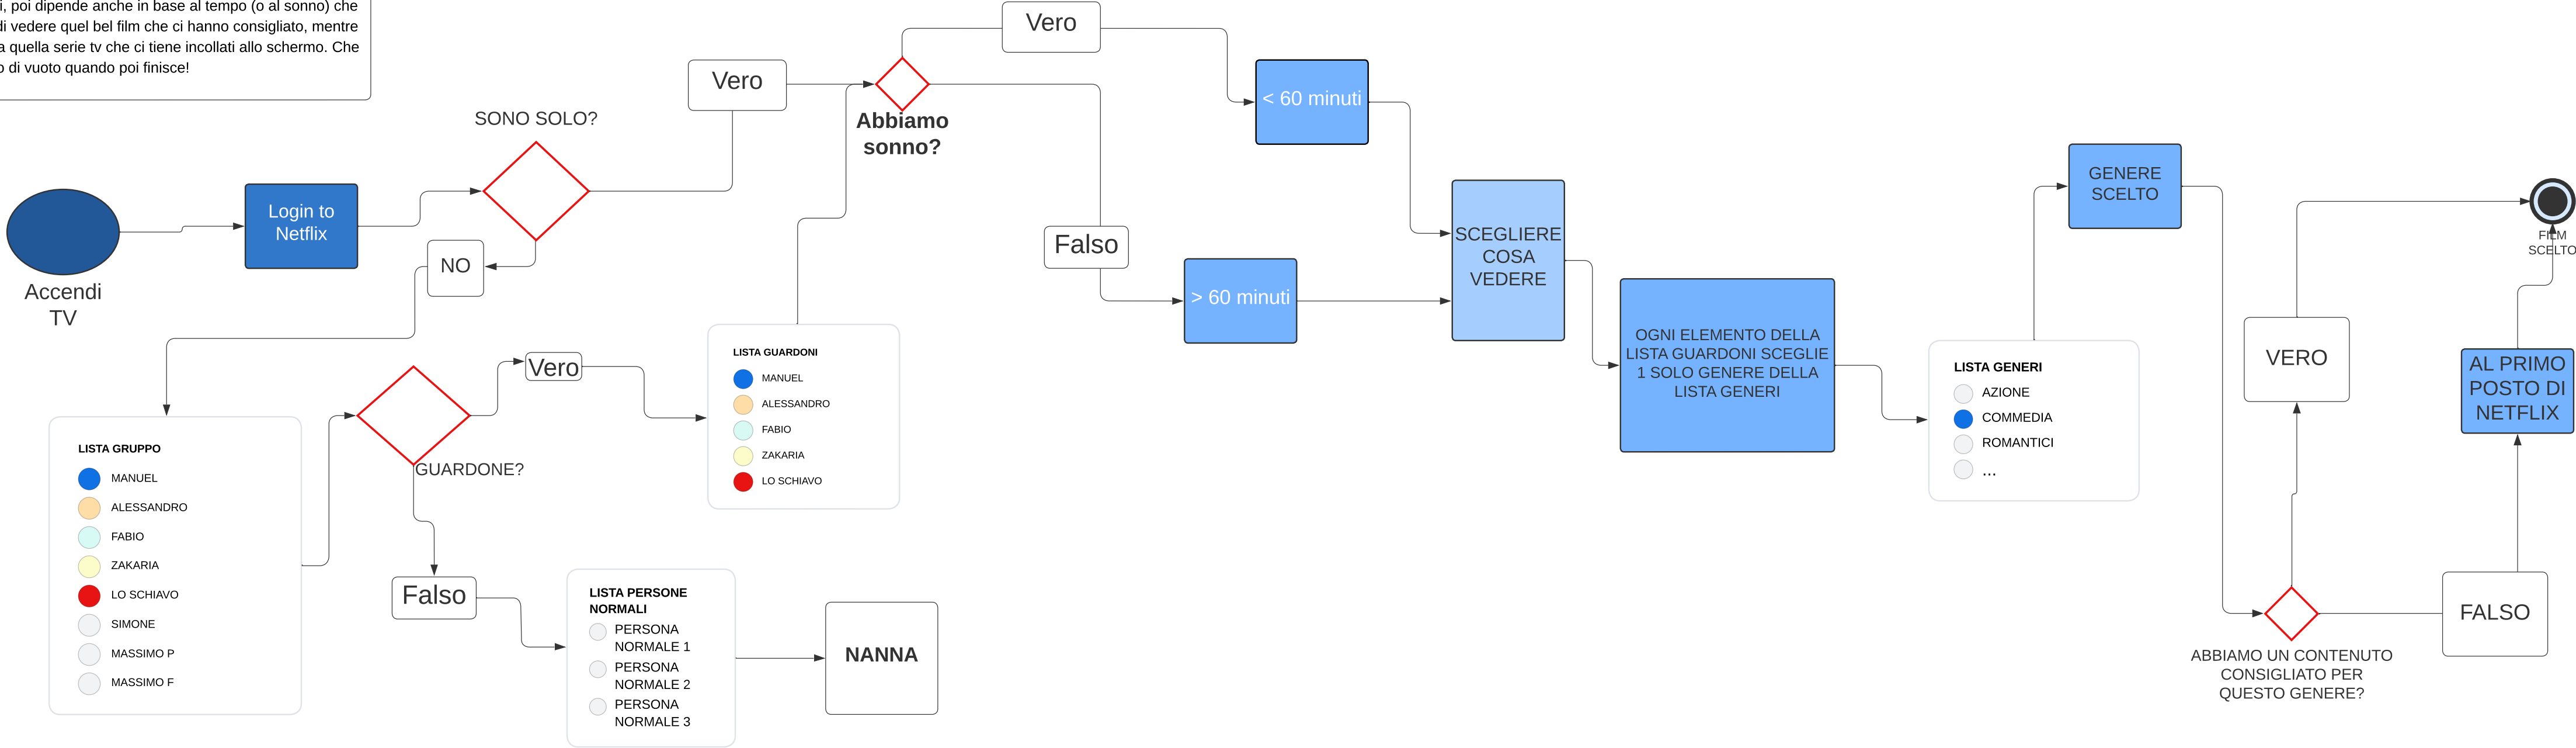 i, poi dipende anche in base al tempo (o al sonno) che
di vedere quel bel film che ci hanno consigliato, mentre
a quella serie tv che ci tiene incollati allo schermo. Che
o di vuoto quando poi finisce!
Accendi
TV
Login to
Netflix
SONO SOLO?
NO
Vero
Abbiamo
sonno?
Vero
Falso
< 60 minuti
> 60 minuti
SCEGLIERE
COSA
VEDERE
LISTA GRUPPO
MANUEL
ALESSANDRO
FABIO
ZAKARIA
LO SCHIAVO
SIMONE
MASSIMO P
MASSIMO F
GUARDONE?
Vero
Falso
LISTA GUARDONI
MANUEL
ALESSANDRO
FABIO
ZAKARIA
LO SCHIAVO
LISTA PERSONE
NORMALI
PERSONA
NORMALE 1
PERSONA
NORMALE 2
PERSONA
NORMALE 3
NANNA
OGNI ELEMENTO DELLA
LISTA GUARDONI SCEGLIE
1 SOLO GENERE DELLA
LISTA GENERI
LISTA GENERI
AZIONE
COMMEDIA
ROMANTICI
...
GENERE
SCELTO
ABBIAMO UN CONTENUTO
CONSIGLIATO PER
QUESTO GENERE?
VERO
FALSO
AL PRIMO
POSTO DI
NETFLIX
FILM
SCELTO